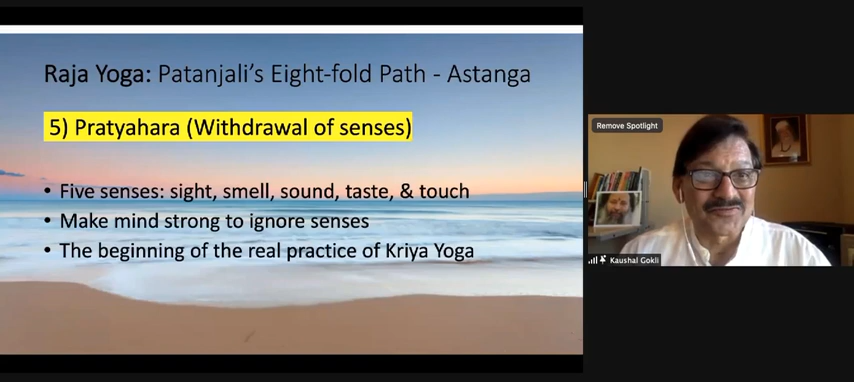 Raja Yoga: Patanjali's Eight-fold Path - Astanga
5) Pratyahara (Withdrawal of senses)
• Five senses: sight, smell, sound, taste, & touch
• Make mind strong to ignore senses
• The beginning of the real practice of Kriya Yoga
Remove Spotlight
Kaushal Gokli